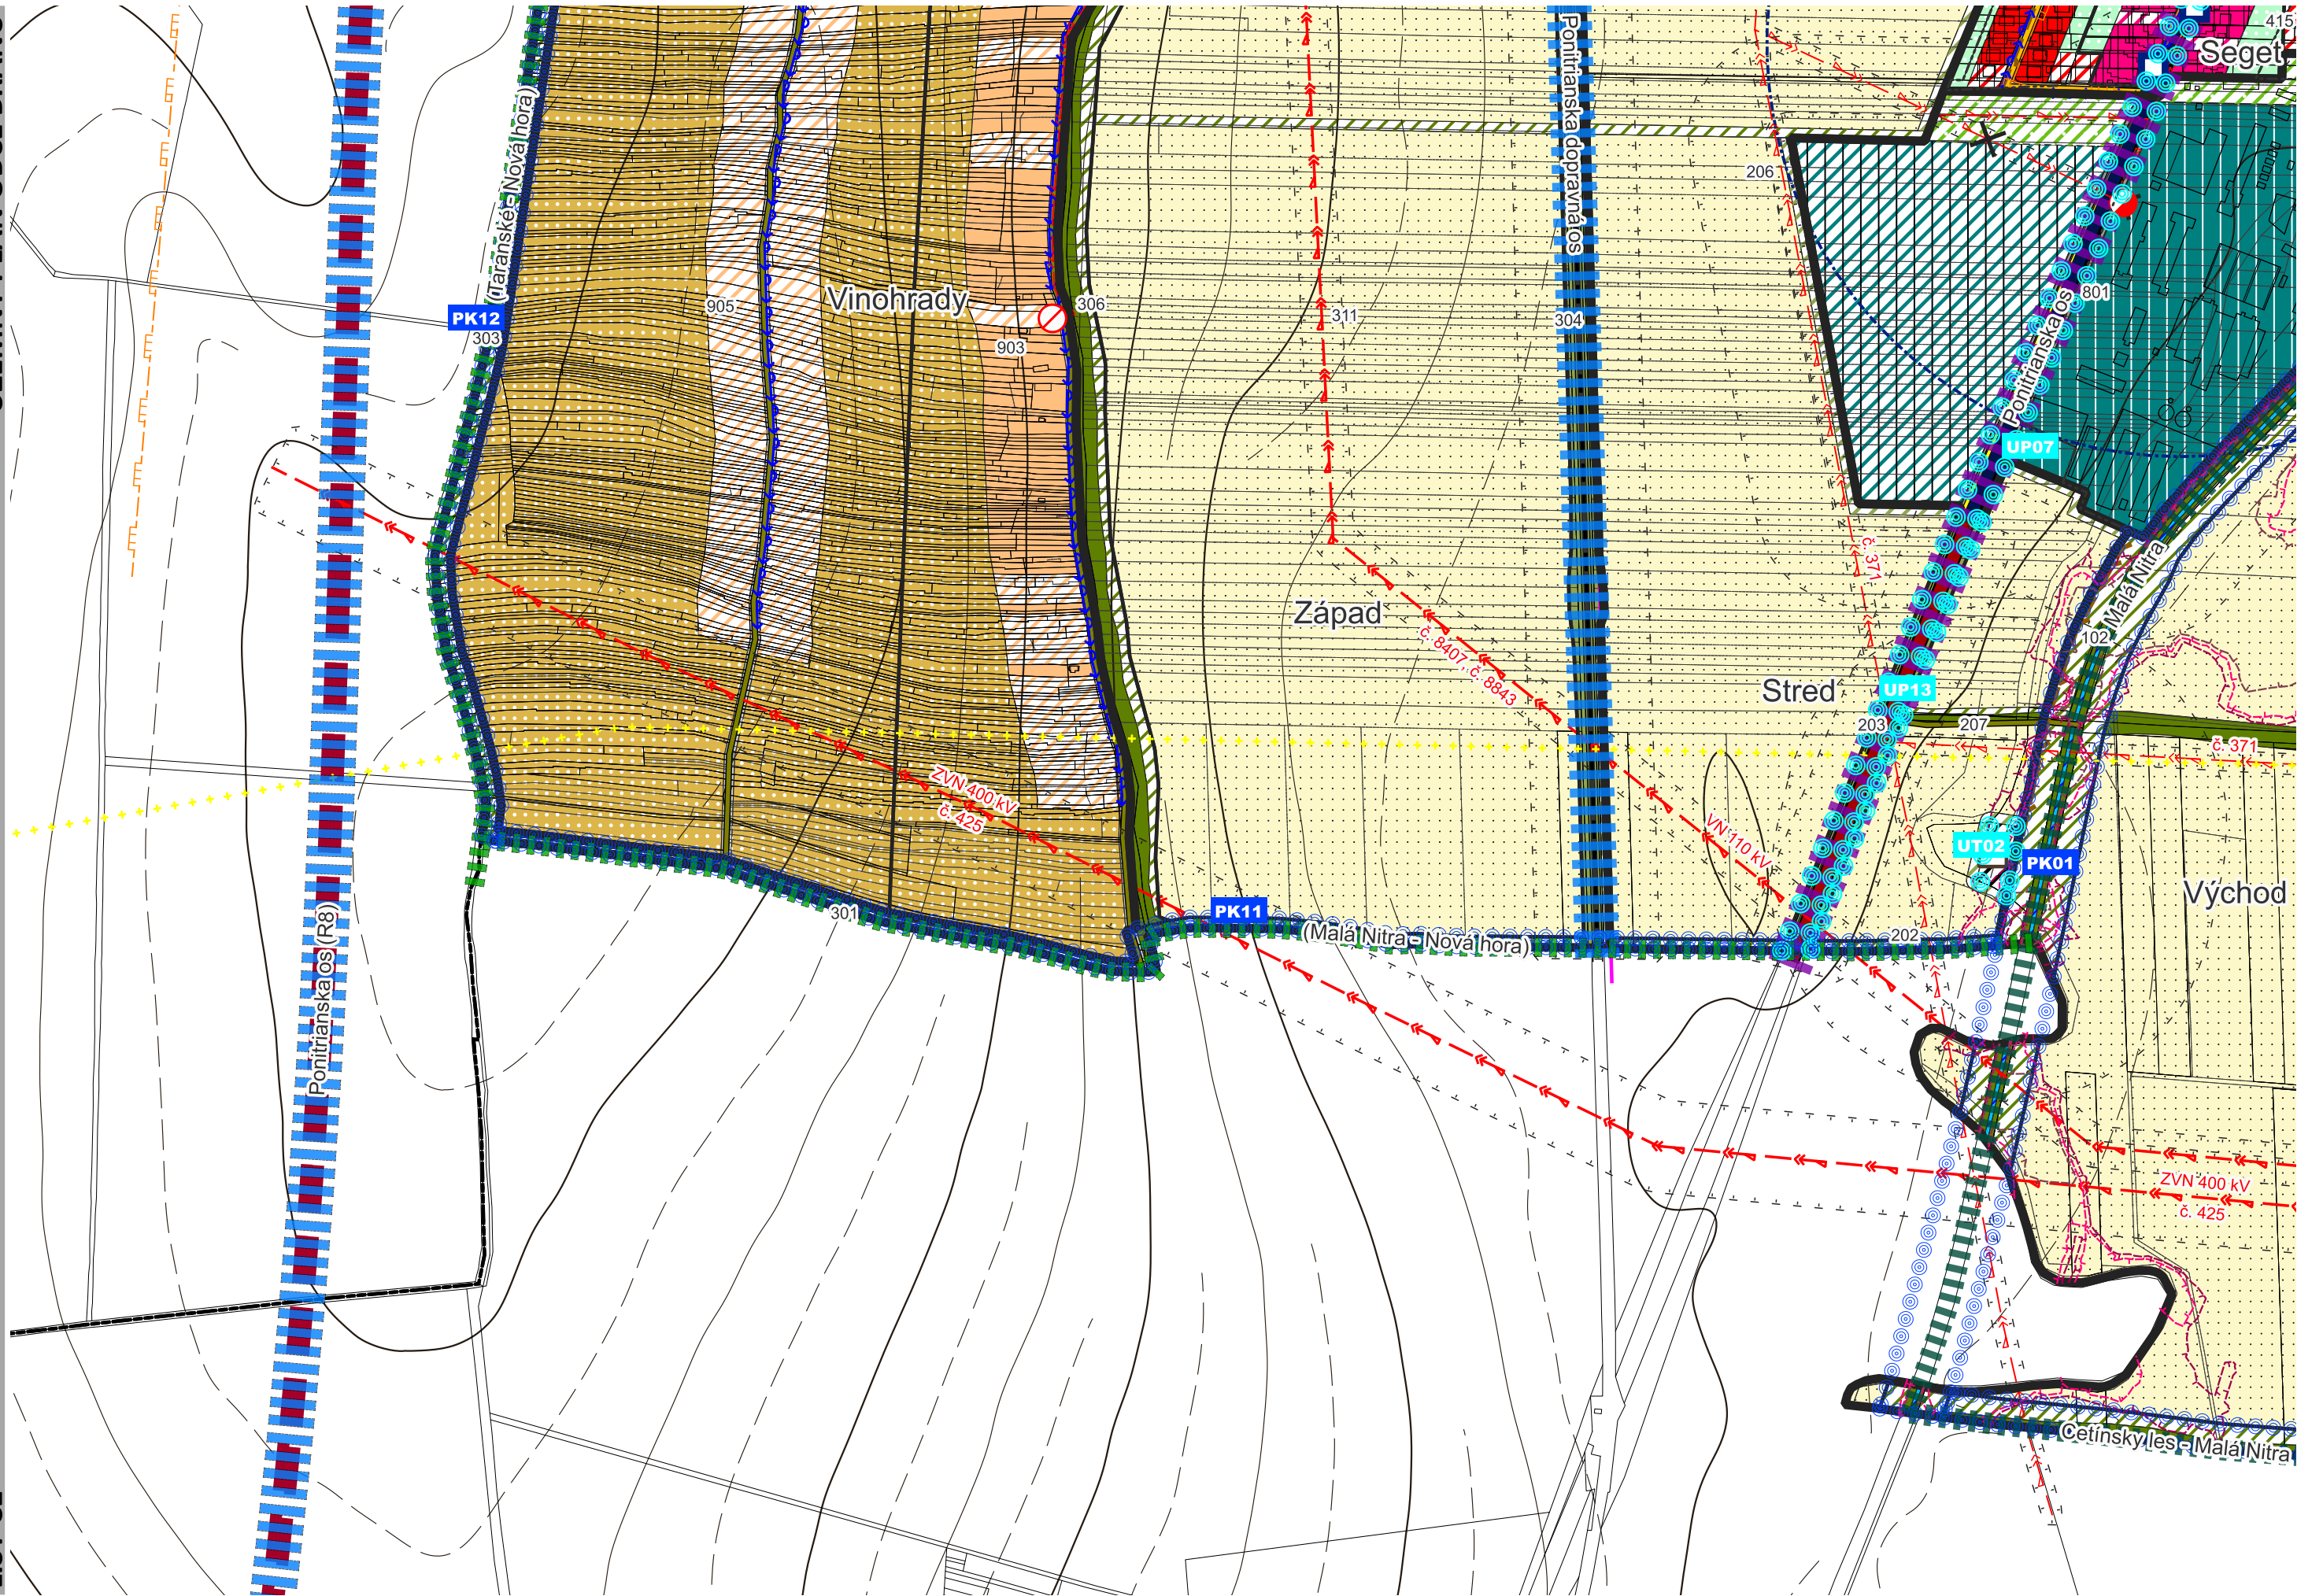 415
Šeget
Ponitrianska dopravná os
(Taranské - Nová hora)
206
801
Ponitrianska os
PK12
303
905
Vinohrady
306
903
311
304
UP07
č. 371
Malá Nitra
102
Západ
č. 8407, č. 8843
Stred
UP13
203
207
č. 371
ZVN 400 kV
č. 425
VN 110 kV
UT02
PK01
Východ
301
PK11
(Malá Nitra - Nová hora)
202
Ponitrianska os (R8)
ZVN 400 kV
č. 425
Cetínsky les - Malá Nitra